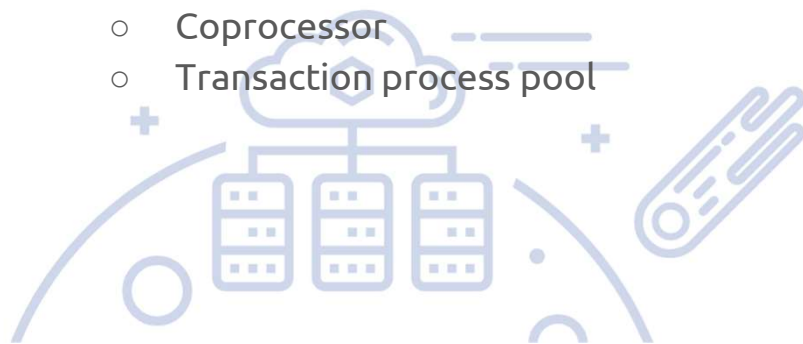 ○ Coprocessor
○ Transaction process pool